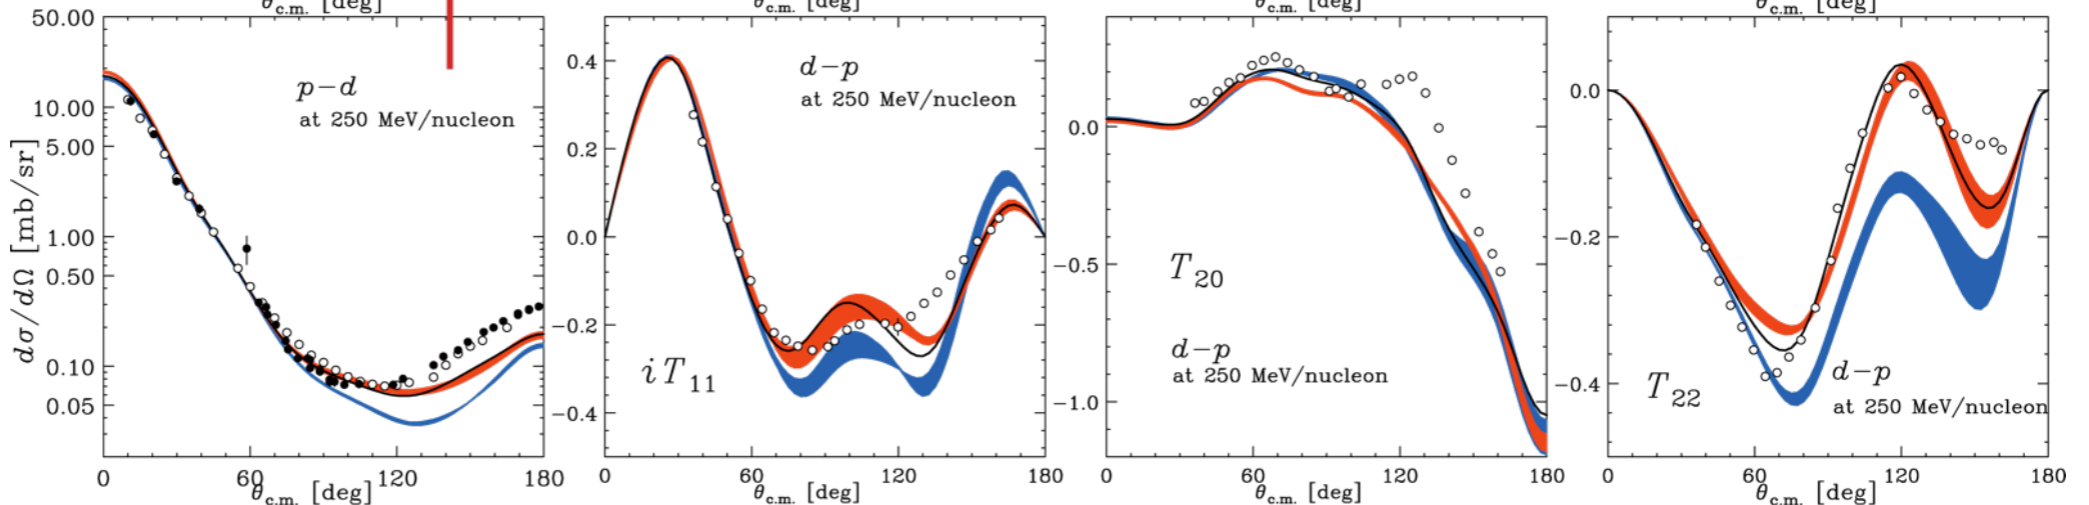 θc.m. [deg]
θc.m. [deg]
θc.m. [deg]
θc.m. [deg]
dσ/dΩ [mb/sr]
50.00
10.00
5.00
1.00
0.50
0.10
0.05
p−d
at 250 MeV/nucleon
0
60
120
180
θc.m. [deg]
0.4
0.2
0.0
−0.2
−0.4
d−p
at 250 MeV/nucleon
iT11
0
60
120
180
θc.m. [deg]
0.0
−0.5
−1.0
T20
d−p
at 250 MeV/nucleon
0
60
120
180
θc.m. [deg]
0.0
−0.2
−0.4
T22
d−p
at 250 MeV/nucleon
0
60
120
180
θc.m. [deg]